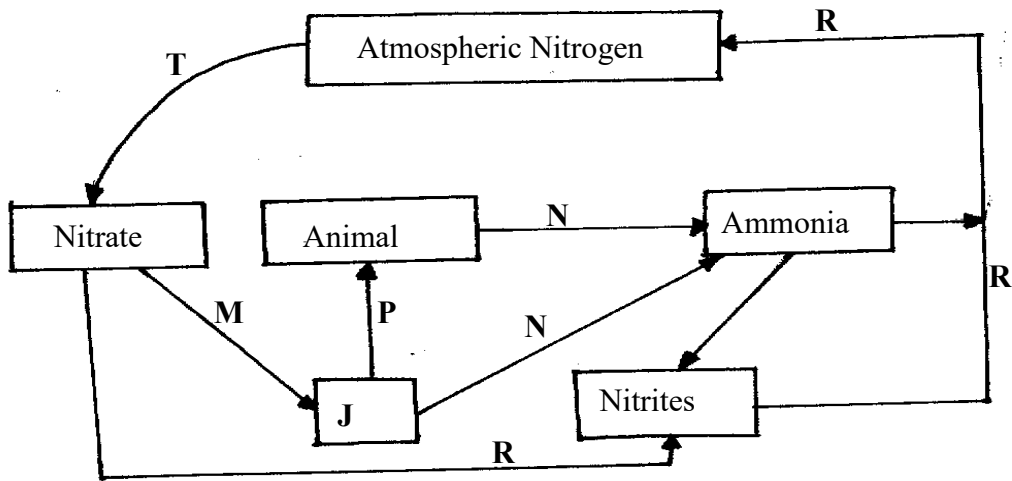 R
Atmospheric Nitrogen
T
Nitrate
Animal
N
Ammonia
R
M
P
N
J
Nitrites
R